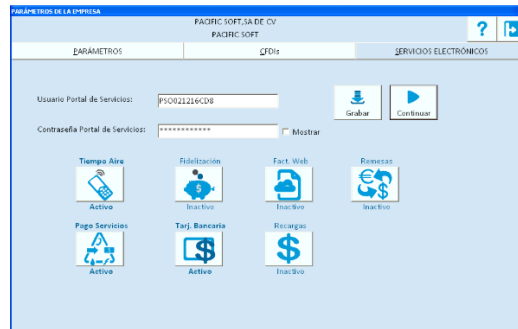 PARÁMETROS DE LA EMPRESA
PACIFIC SOFT,SA DE CV
PACIFIC SOFT
?
PARÁMETROS CFDIs SERVICIOS ELECTRÓNICOS
Usuario Portal de Servicios: PSO021216CD8
Grabar Continuar
Contraseña Portal de Servicios: ************ Mostrar
Tiempo Aire Fidelización Fact. Web Remesas
Activo Inactivo Inactivo Inactivo
Pago Servicios Tarj. Bancaria Recargas
Activo Activo Inactivo